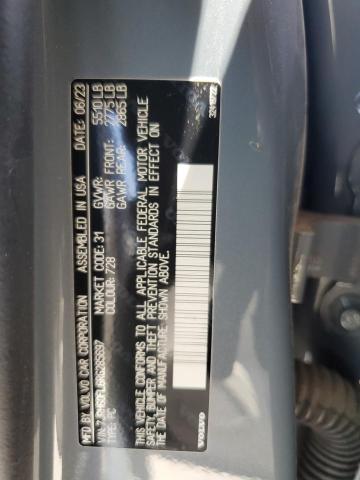 MFD BY VOLVO CAR CORPORATION ASSEMBLED IN USA DATE: 06/23
MARKET CODE: 31 GVWR: 5510 LB
TYPE: PC COLOUR: 728 GAWR FRONT: 2775 LB
GAWR REAR: 2865 LB
THIS VEHICLE CONFORMS TO ALL APPLICABLE FEDERAL MOTOR VEHICLE
SAFETY, BUMPER AND THEFT PREVENTION STANDARDS IN EFFECT ON
THE DATE OF MANUFACTURE SHOWN ABOVE.
VOLVO